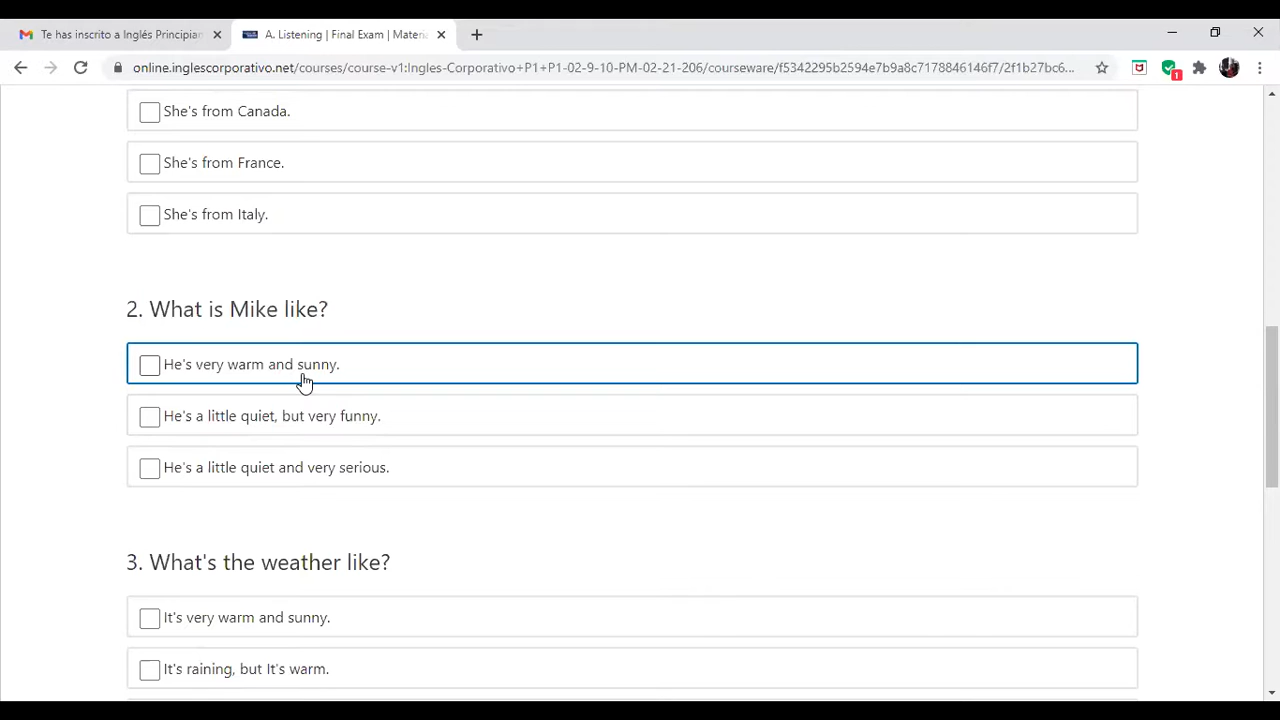 Te has inscrito a Inglés Principian
A. Listening | Final Exam | Materi
online.inglescorporativo.net/courses/course-v1:Ingles-Corporativo+P1+P1-02-9-10-PM-02-21-206/courseware/f5342295b2594e7b9a8c7178846146f7/2f1b27bc6...
1
She's from Canada.
She's from France.
She's from Italy.
2. What is Mike like?
He's very warm and sunny.
He's a little quiet, but very funny.
He's a little quiet and very serious.
3. What's the weather like?
It's very warm and sunny.
It's raining, but It's warm.